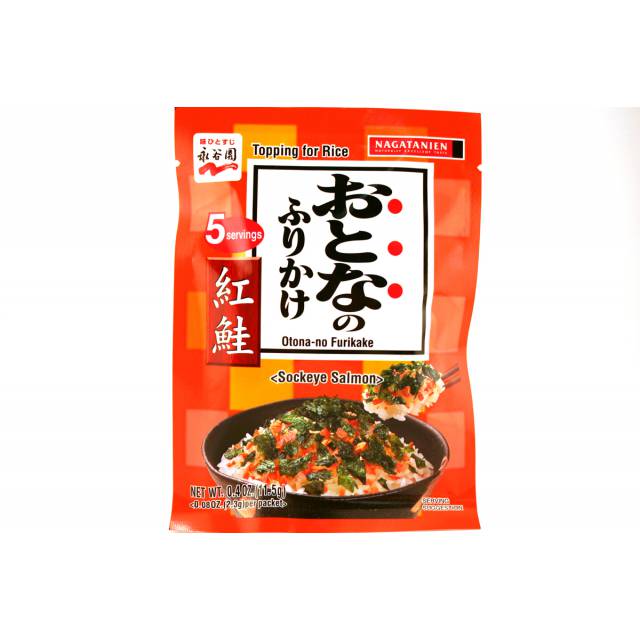 味ひとすじ
永谷園
Topping for Rice
NAGATANIEN
おとなの
ふりかけ
5 servings
紅鮭
Otona-no Furikake
<Sockeye Salmon>
NET WT. 0.4 OZ. (11.5g)
<0.08OZ. (2.3g)per packet>
SERVING
SUGGESTION